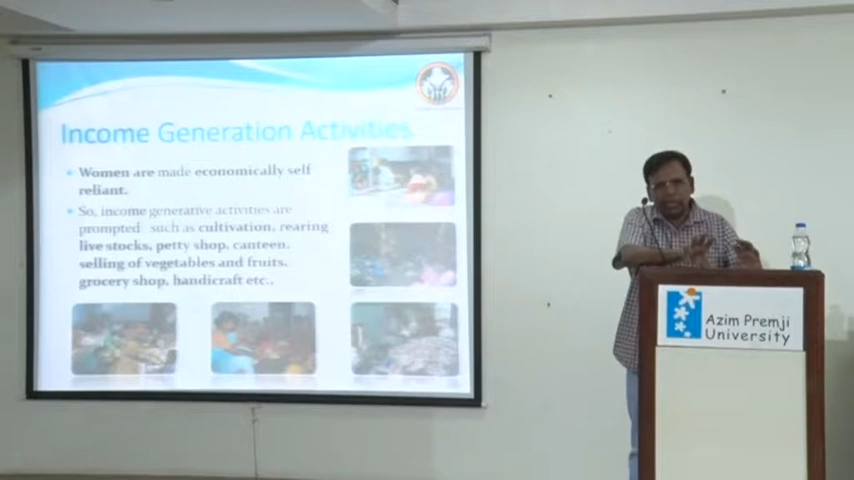 Income Generation Activities
Women are made economically self
reliant.
So, income generative activities are
prompted such as cultivation, rearing
live stocks, petty shop, canteen.
selling of vegetables and fruits.
grocery shop, handicraft etc..
Azim Premji
University